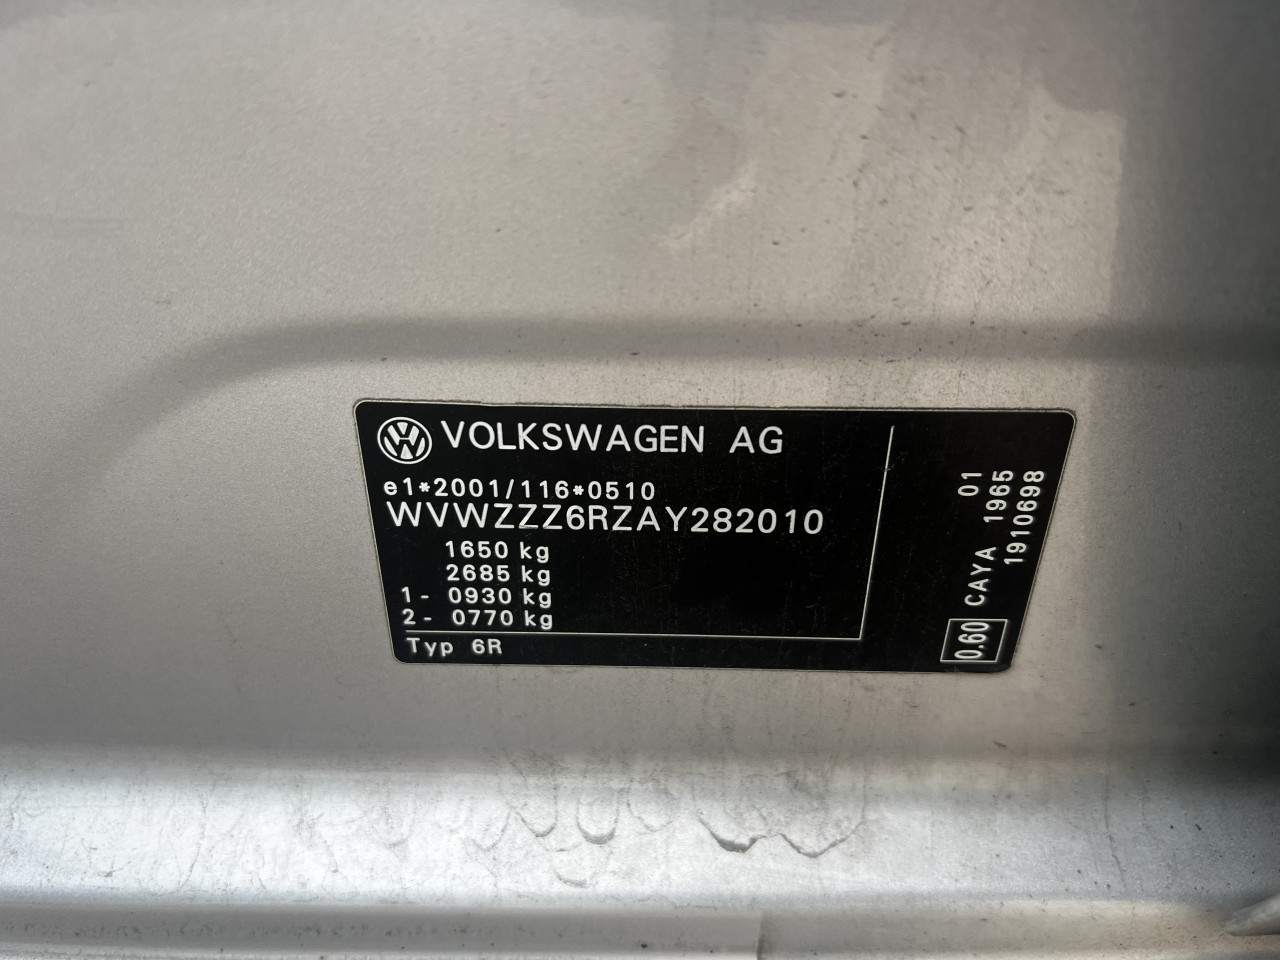 VOLKSWAGEN AG
e1*2001/116*0510
WVWZZZ6RZAY282010
1650 kg
2685 kg
1- 0930 kg
2- 0770 kg
Typ 6R
0.60 CAYA 1965 01
1910698